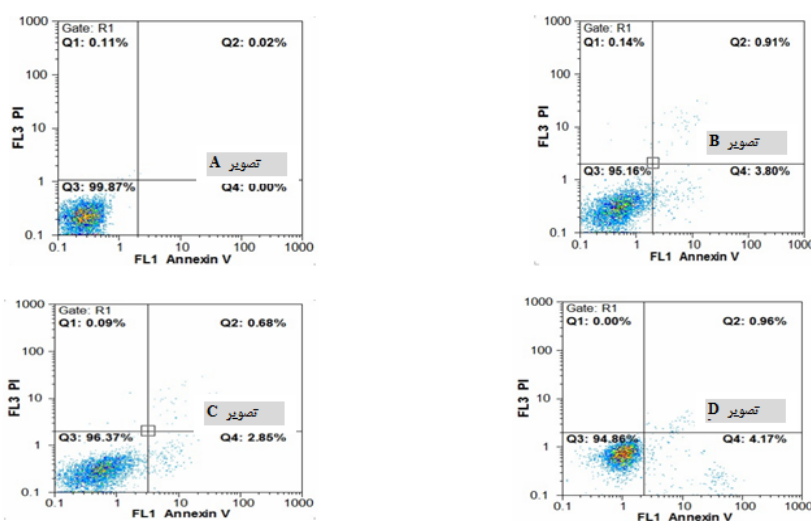 1000
Gate: R1
Q1: 0.11%
Q2: 0.02%
100
FL3 PI
10
تصویر A
1
Q3: 99.87%
Q4: 0.00%
0.1
0.1
1
10
100
1000
FL1 Annexin V
1000
Gate: R1
Q1: 0.14%
Q2: 0.91%
100
FL3 PI
10
تصویر B
Q3: 95.16%
Q4: 3.80%
1
0.1
0.1
1
10
100
1000
FL1 Annexin V
1000
Gate: R1
Q1: 0.09%
Q2: 0.68%
100
FL3 PI
10
تصویر C
Q3: 96.37%
Q4: 2.85%
1
0.1
0.1
1
10
100
1000
FL1 Annexin V
1000
Gate: R1
Q1: 0.00%
Q2: 0.96%
100
FL3 PI
10
تصویر D
Q3: 94.86%
Q4: 4.17%
1
0.1
0.1
1
10
100
1000
FL1 Annexin V